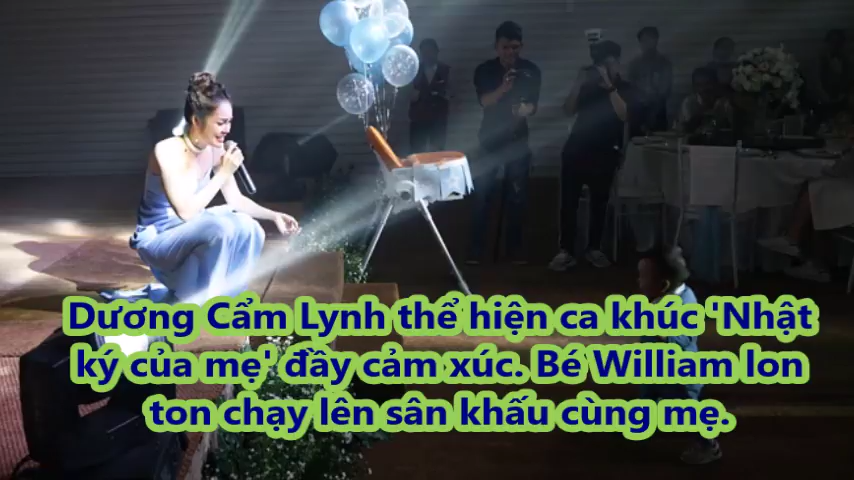 Dương Cẩm Lynh thể hiện ca khúc 'Nhật
ký của mẹ' đầy cảm xúc. Bé William lon
ton chạy lên sân khấu cùng mẹ.